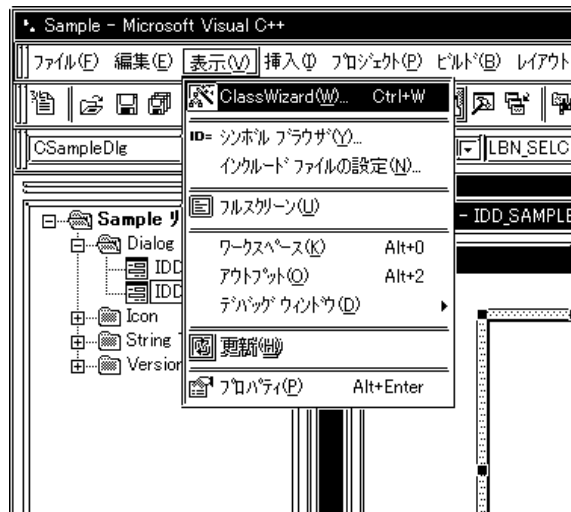 Sample - Microsoft Visual C++
ﾌｧｲﾙ(F) 編集(E) 表示(V) 挿入(I) ﾌﾟﾛｼﾞｪｸﾄ(P) ﾋﾞﾙﾄﾞ(B) ﾚｲｱｳﾄ
ClassWizard(W)... Ctrl+W
CSampleDlg
LBN_SELC
ID= ｼﾝﾎﾞﾙ ﾌﾞﾗｳｻﾞ(Y)...
ｲﾝｸﾙｰﾄﾞ ﾌｧｲﾙの設定(N)...
ﾌﾙｽｸﾘｰﾝ(U)
Sample リ
- IDD_SAMPLE
Dialog
ﾜｰｸｽﾍﾟｰｽ(K) Alt+0
IDD
ｱｳﾄﾌﾟｯﾄ(O) Alt+2
IDD
ﾃﾞﾊﾞｯｸﾞ ｳｨﾝﾄﾞｳ(D)
Icon
String T
更新(H)
Version
ﾌﾟﾛﾊﾟﾃｨ(P) Alt+Enter